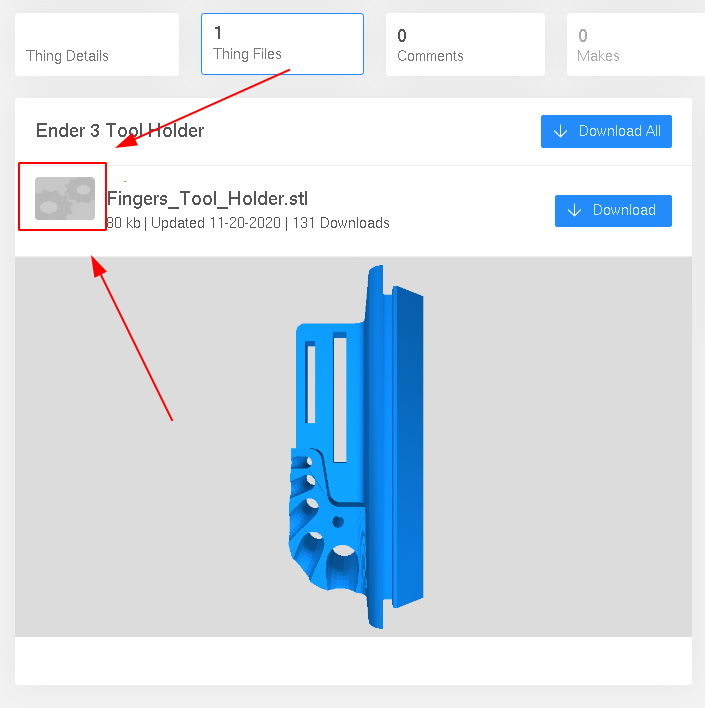 Thing Details
1
Thing Files
0
Comments
0
Makes
Ender 3 Tool Holder
Download All
Fingers_Tool_Holder.stl
80 kb | Updated 11-20-2020 | 131 Downloads
Download